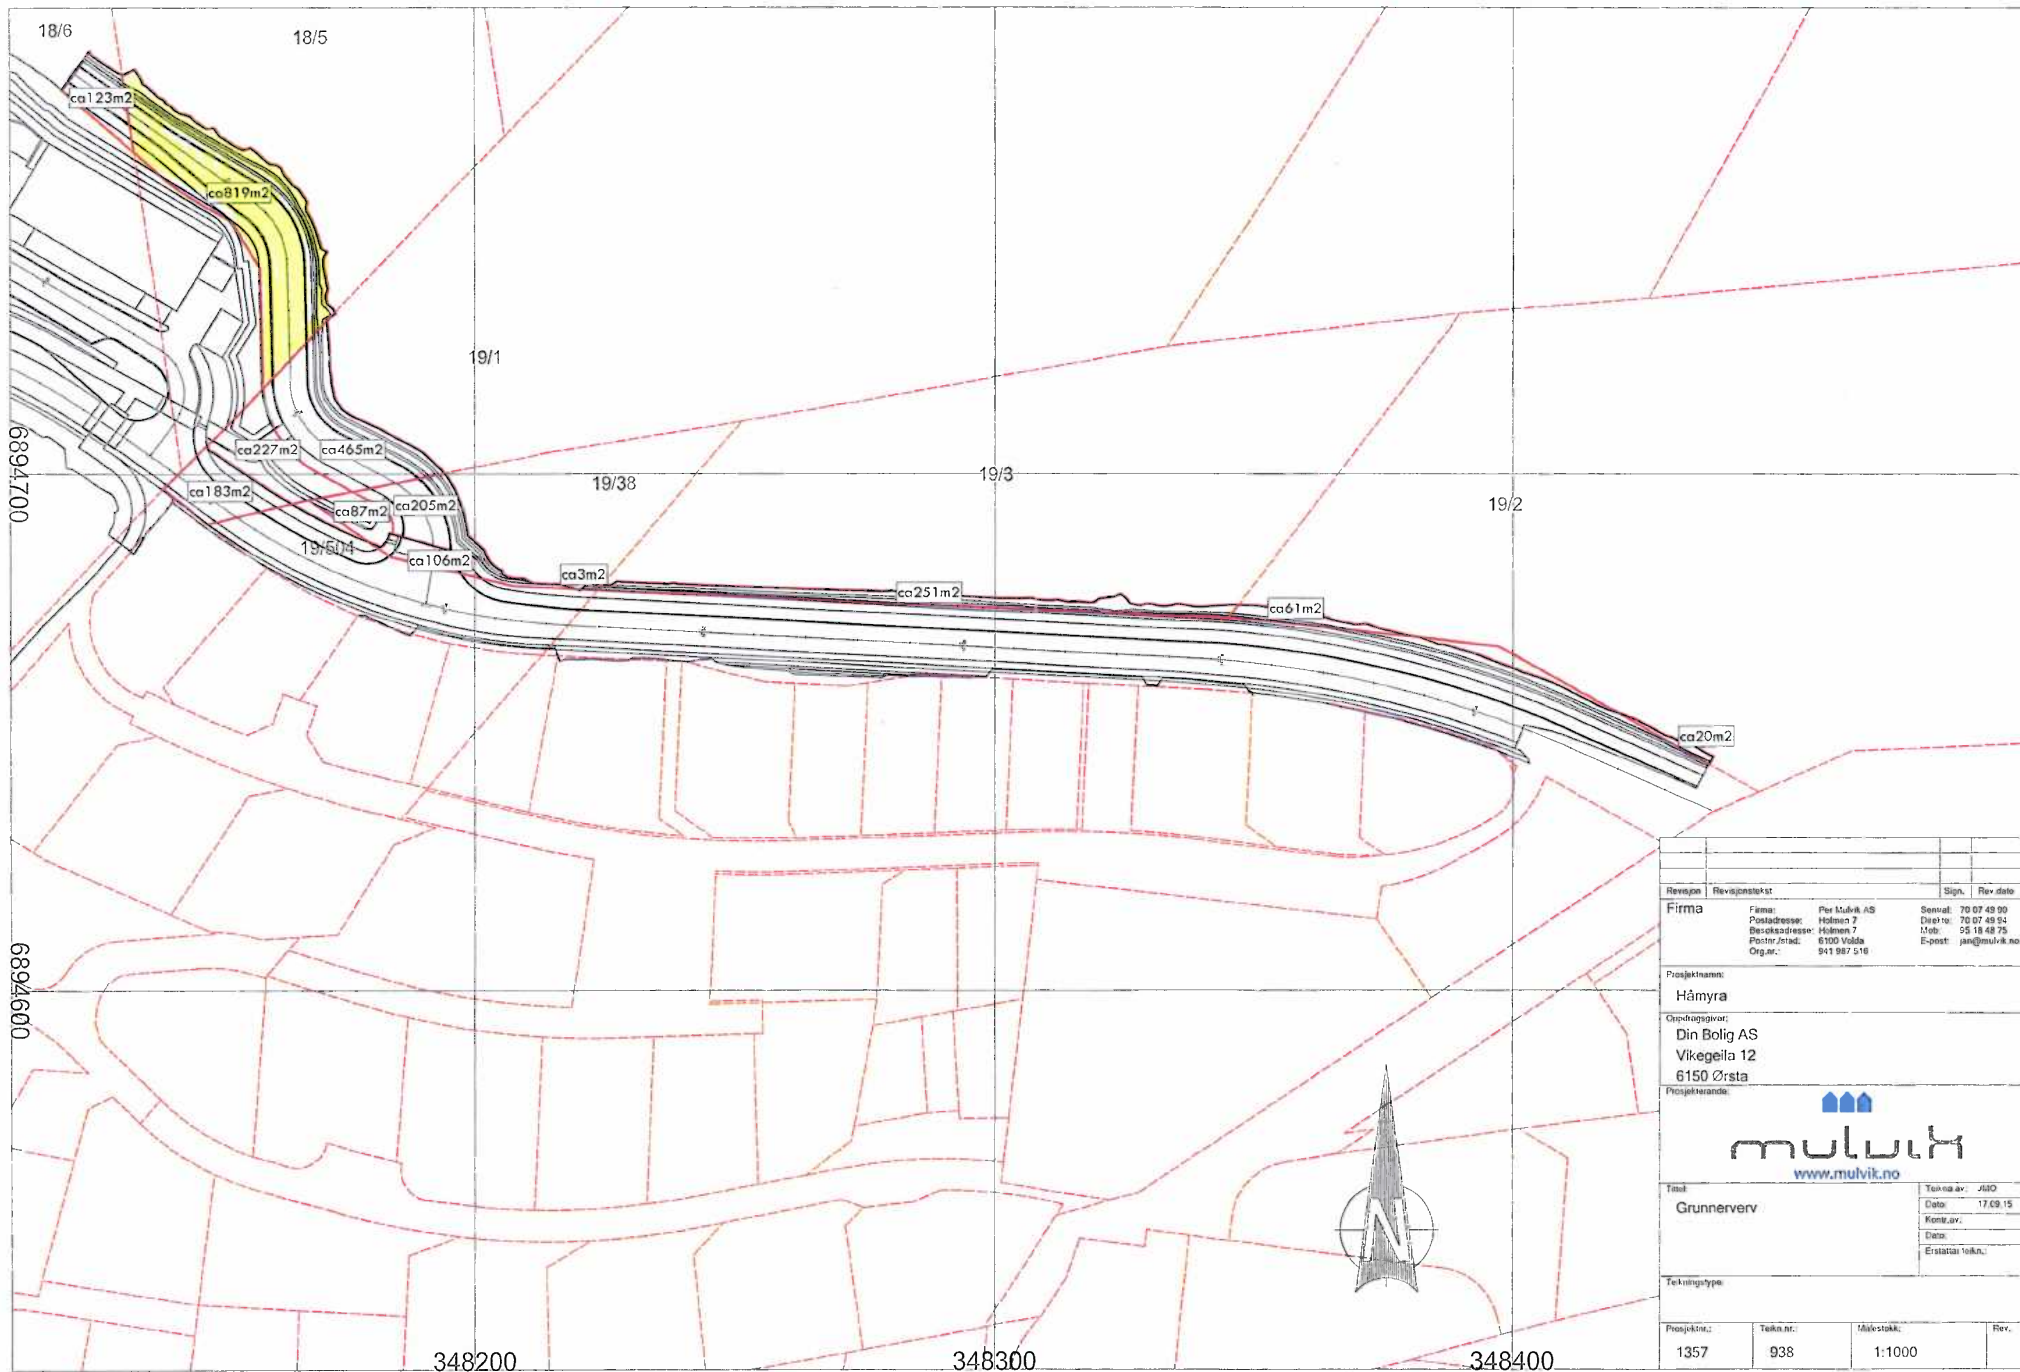 18/6
18/5
ca123m2
ca819m2
19/1
ca227m2
ca465m2
19/38
19/3
19/2
ca183m2
ca87m2
ca205m2
19/504
ca106m2
ca3m2
ca251m2
ca61m2
ca20m2
6894700
6894600
348200
348300
348400
N
Revisjon Revisjonstekst Sign. Rev.dato
Firma
Firma: Per Mulvik AS Sentral: 70 07 49 90
Postadresse: Holmen 7 Direkte: 70 07 49 94
Besøksadresse: Holmen 7 Mob: 95 18 48 75
Postnr./stad: 6100 Volda E-post: jan@mulvik.no
Org.nr.: 941 987 516
Prosjektnamn:
Håmyra
Oppdragsgivar:
Din Bolig AS
Vikegeila 12
6150 Ørsta
Prosjekterande:
mulvik
www.mulvik.no
Tittel:
Grunnerverv
Teikna av: JMO
Dato: 17.09.15
Kontr.av:
Dato:
Erstattar teikn.:
Teikningstype:
Prosjektnr.: Teikn.nr.: Målestokk: Rev.
1357 938 1:1000